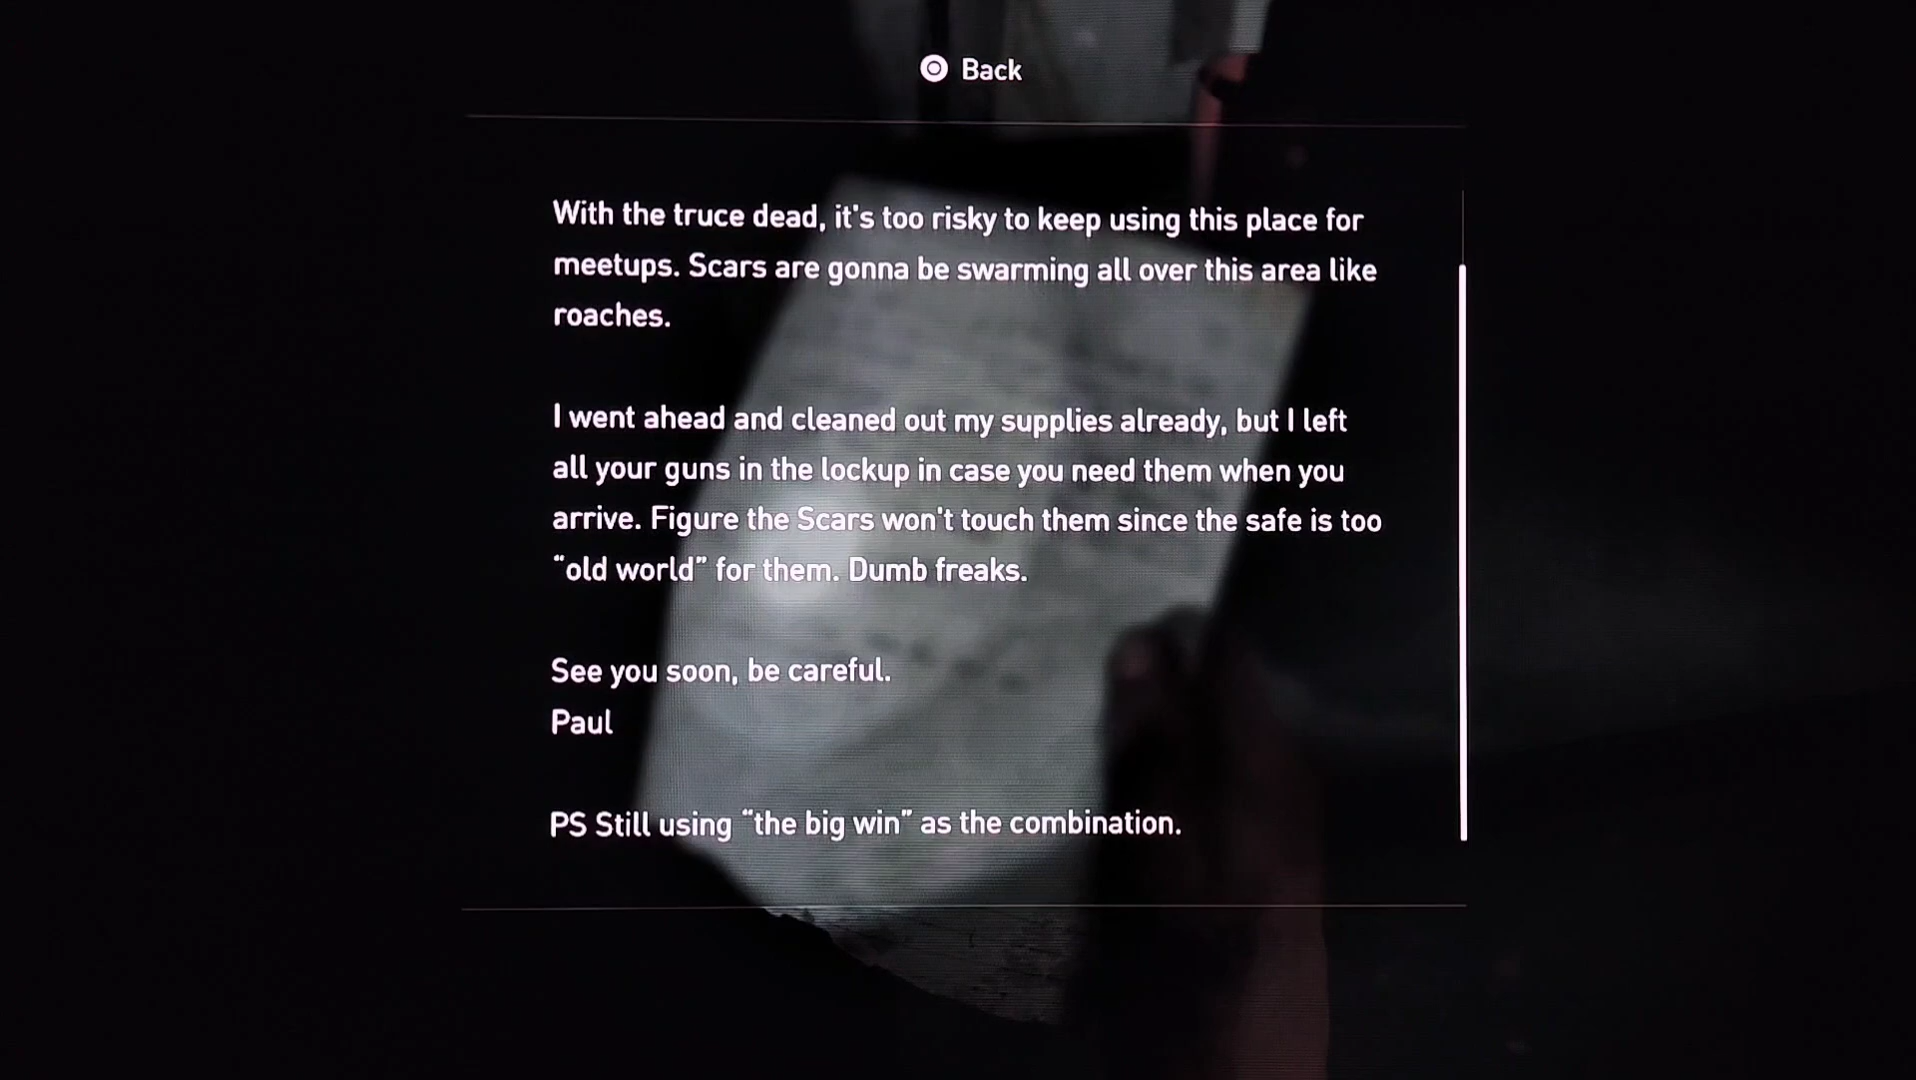 Back
With the truce dead, it's too risky to keep using this place for
meetups. Scars are gonna be swarming all over this area like
roaches.
I went ahead and cleaned out my supplies already, but I left
all your guns in the lockup in case you need them when you
arrive. Figure the Scars won't touch them since the safe is too
“old world” for them. Dumb freaks.
See you soon, be careful.
Paul
PS Still using “the big win” as the combination.